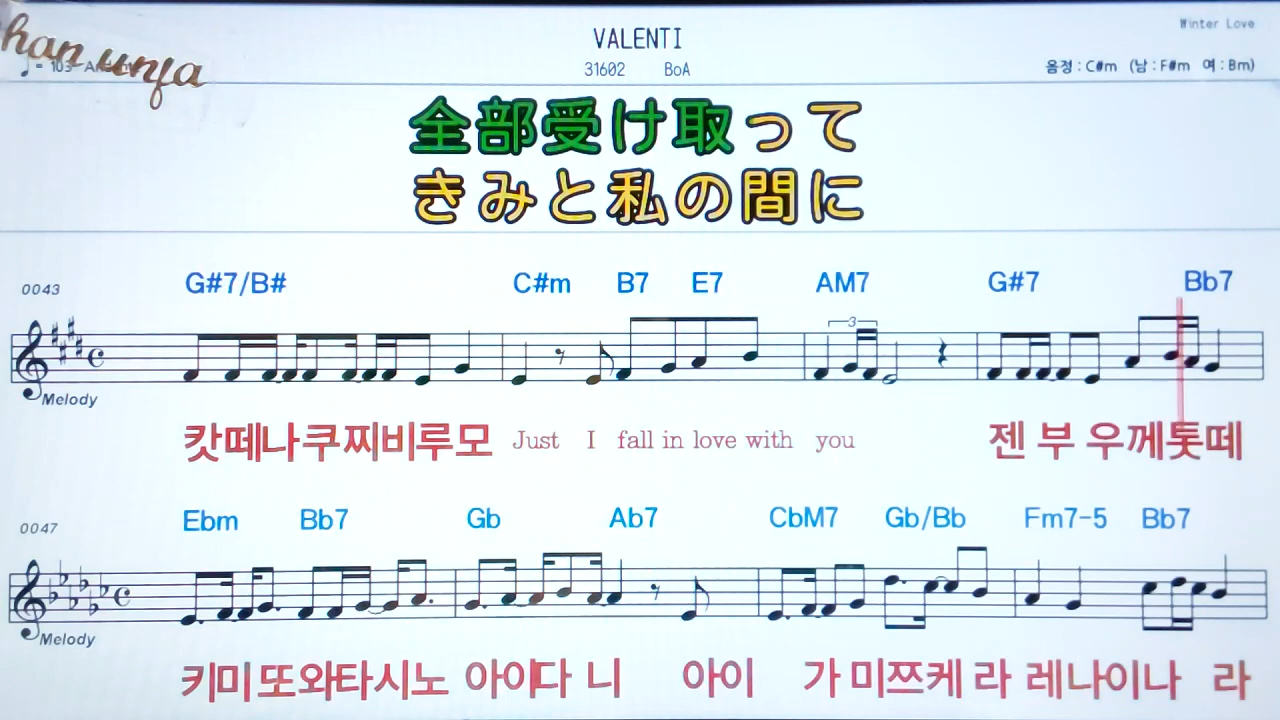 Winter Love
han unja
VALENTI
♩= 103
31602 BoA
음정 : C#m (남 : F#m 여 : Bm)
全部受け取って
きみと私の間に
G#7/B# C#m B7 E7 AM7 G#7 Bb7
0043
3
Melody
캇떼나쿠찌비루모 Just I fall in love with you 젠 부 우께톳떼
Ebm Bb7 Gb Ab7 CbM7 Gb/Bb Fm7-5 Bb7
0047
Melody
키미또와타시노 아이다 니 아이 가 미쯔케 라 레나이나 라